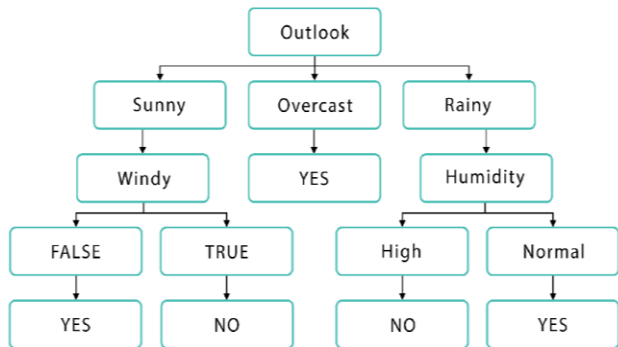 Outlook
Sunny
Overcast
Rainy
Windy
YES
Humidity
FALSE
TRUE
High
Normal
YES
NO
NO
YES